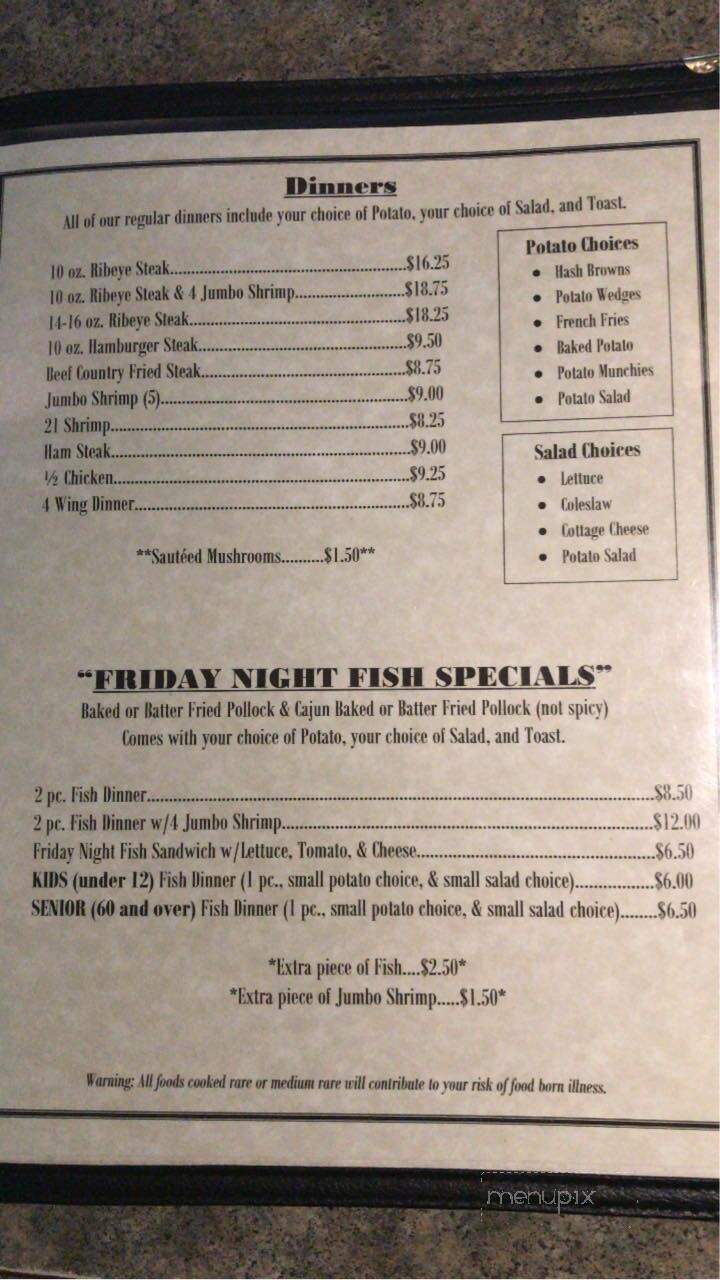 Dinners
All of our regular dinners include your choice of Potato, your choice of Salad, and Toast.
10 oz. Ribeye Steak.....$16.25
10 oz. Ribeye Steak & 4 Jumbo Shrimp.....$18.75
14-16 oz. Ribeye Steak.....$18.25
10 oz. Hamburger Steak.....$9.50
Beef Country Fried Steak.....$8.75
Jumbo Shrimp (5).....$9.00
21 Shrimp.....$8.25
Ham Steak.....$9.00
½ Chicken.....$9.25
4 Wing Dinner.....$8.75
**Sautéed Mushrooms..........$1.50**
Potato Choices
● Hash Browns
● Potato Wedges
● French Fries
● Baked Potato
● Potato Munchies
● Potato Salad
Salad Choices
● Lettuce
● Coleslaw
● Cottage Cheese
● Potato Salad
“FRIDAY NIGHT FISH SPECIALS”
Baked or Batter Fried Pollock & Cajun Baked or Batter Fried Pollock (not spicy)
Comes with your choice of Potato, your choice of Salad, and Toast.
2 pc. Fish Dinner.....$8.50
2 pc. Fish Dinner w/4 Jumbo Shrimp.....$12.00
Friday Night Fish Sandwich w/Lettuce, Tomato, & Cheese.....$6.50
KIDS (under 12) Fish Dinner (1 pc., small potato choice, & small salad choice).....$6.00
SENIOR (60 and over) Fish Dinner (1 pc., small potato choice, & small salad choice)........$6.50
*Extra piece of Fish....$2.50*
*Extra piece of Jumbo Shrimp.....$1.50*
Warning: All foods cooked rare or medium rare will contribute to your risk of food born illness.
menupix